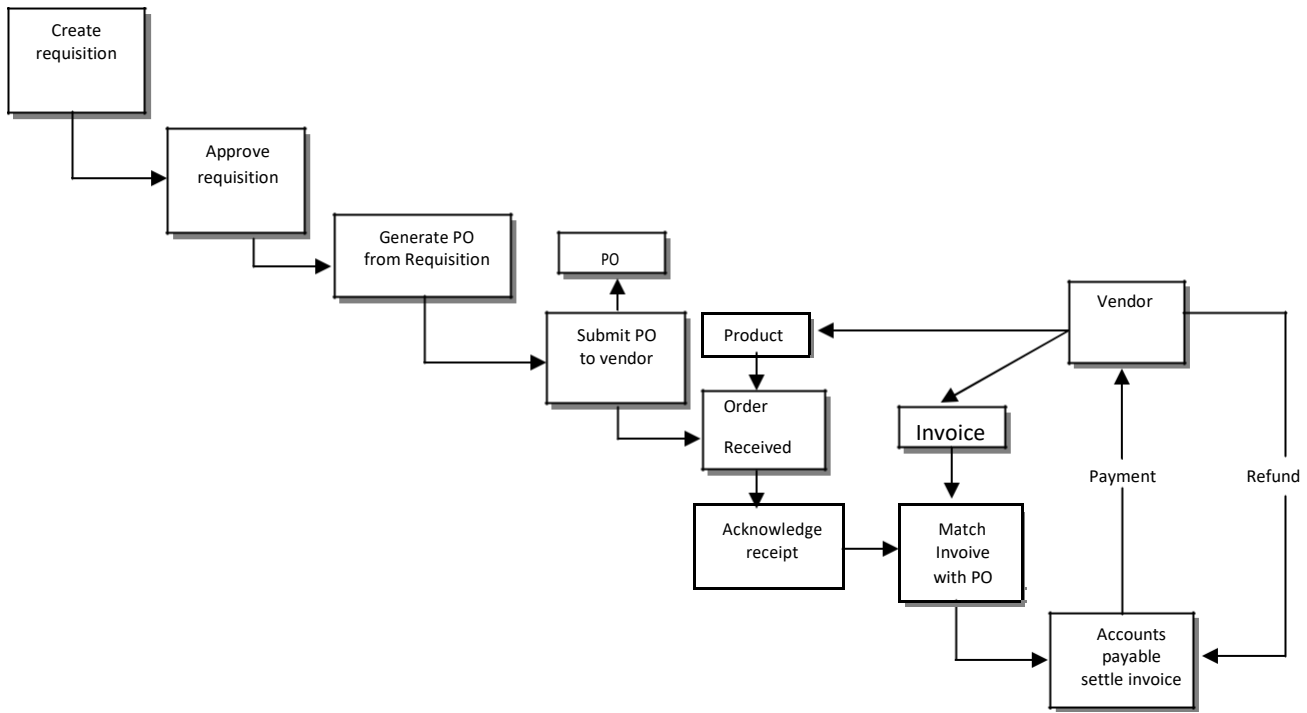 Create
requisition
Approve
requisition
Generate PO
from Requisition
PO
Submit PO
to vendor
Product
Vendor
Order
Received
Invoice
Payment
Refund
Acknowledge
receipt
Match
Invoive
with PO
Accounts
payable
settle invoice